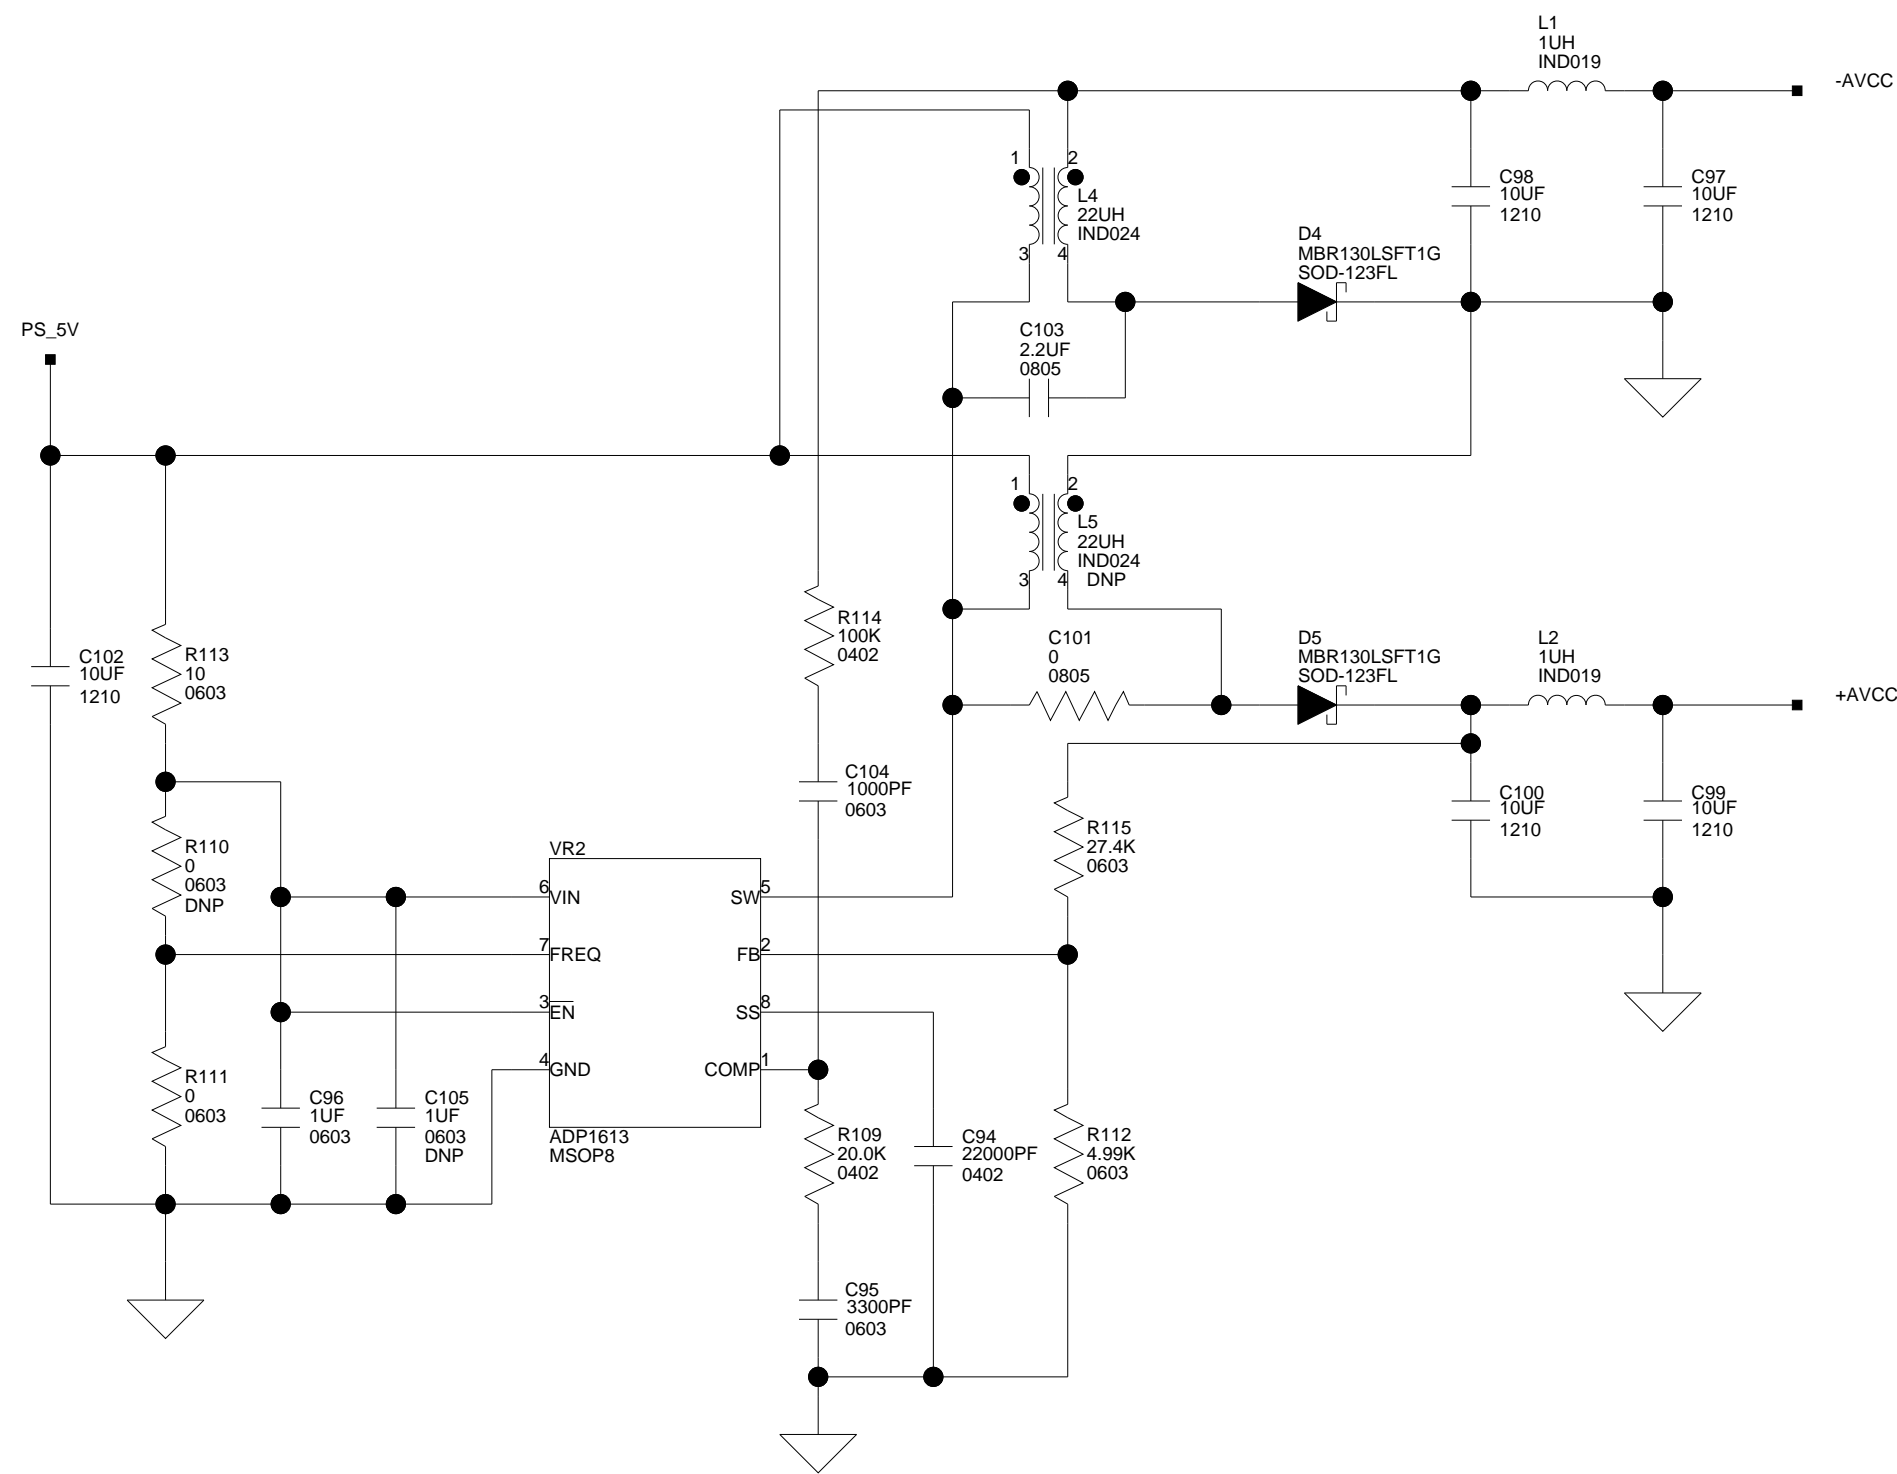 L1
1UH
IND019
-AVCC
1
2
L4
22UH
IND024
3
4
C98
10UF
1210
C97
10UF
1210
D4
MBR130LSFT1G
SOD-123FL
PS_5V
C103
2.2UF
0805
1
2
L5
22UH
IND024
3
4
DNP
R114
100K
0402
C101
0
0805
D5
MBR130LSFT1G
SOD-123FL
L2
1UH
IND019
+AVCC
C102
10UF
1210
R113
10
0603
C104
1000PF
0603
C100
10UF
1210
C99
10UF
1210
R110
0
0603
DNP
R115
27.4K
0603
VR2
6
VIN
SW
5
7
FREQ
FB
2
3
EN
SS
8
4
GND
COMP
1
ADP1613
MSOP8
R111
0
0603
C96
1UF
0603
C105
1UF
0603
DNP
R109
20.0K
0402
C94
22000PF
0402
R112
4.99K
0603
C95
3300PF
0603